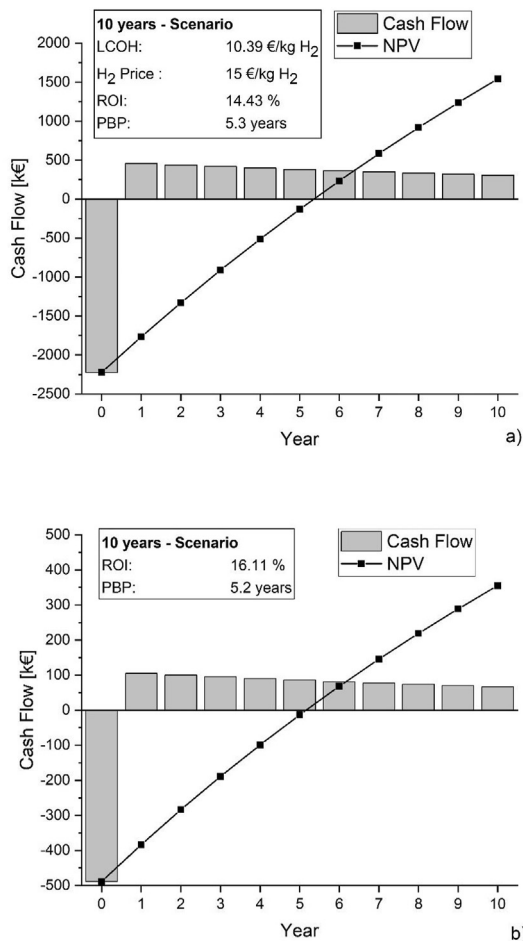 10 years - Scenario
LCOH: 10.39 €/kg H2
H2 Price : 15 €/kg H2
ROI: 14.43 %
PBP: 5.3 years
Cash Flow
NPV
2000
1500
1000
500
0
-500
-1000
-1500
-2000
-2500
Cash Flow [k€]
0 1 2 3 4 5 6 7 8 9 10
Year
a)
10 years - Scenario
ROI: 16.11 %
PBP: 5.2 years
Cash Flow
NPV
500
400
300
200
100
0
-100
-200
-300
-400
-500
Cash Flow [k€]
0 1 2 3 4 5 6 7 8 9 10
Year
b)